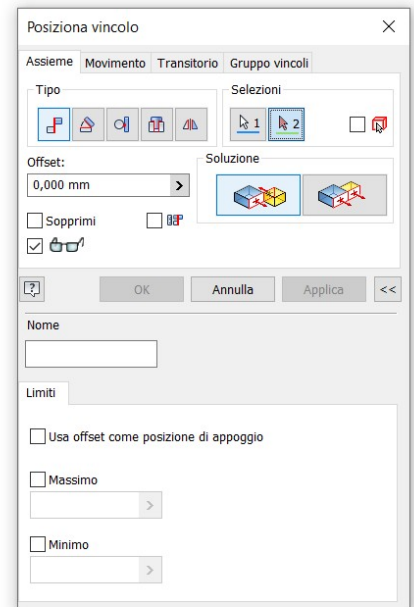 Posiziona vincolo
Assieme Movimento Transitorio Gruppo vincoli
Tipo Selezioni
1 2
Offset: Soluzione
0,000 mm >
Sopprimi
? OK Annulla Applica <<
Nome
Limiti
Usa offset come posizione di appoggio
Massimo
>
Minimo
>